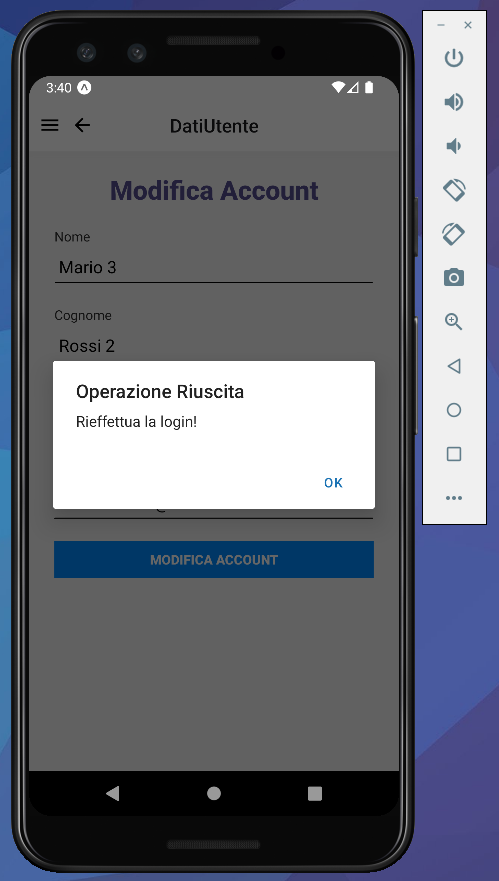 3:40
DatiUtente
Modifica Account
Nome
Mario 3
Cognome
Rossi 2
Operazione Riuscita
Rieffettua la login!
OK
MODIFICA ACCOUNT